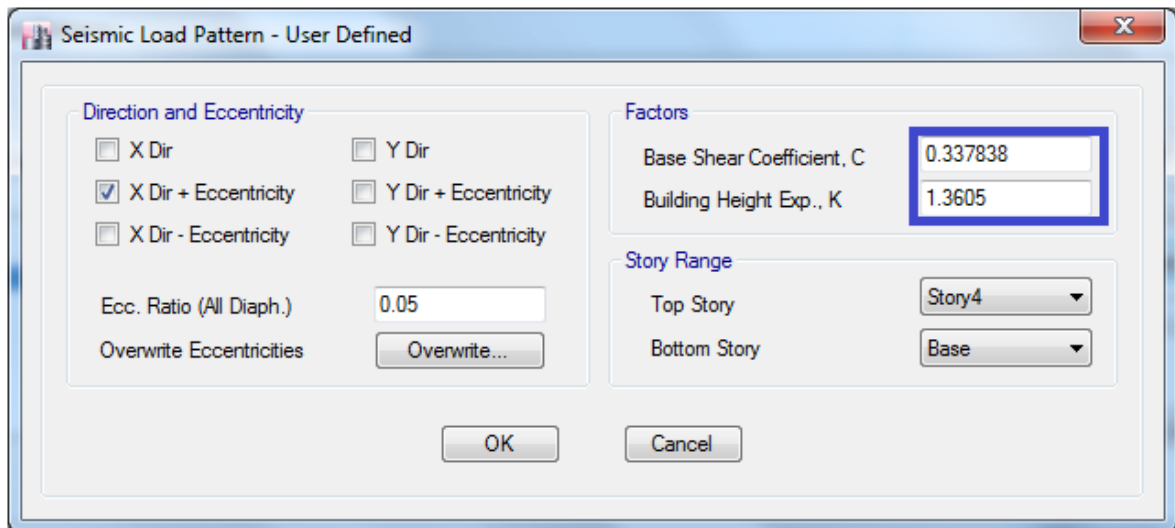 Seismic Load Pattern - User Defined
Direction and Eccentricity
X Dir
Y Dir
X Dir + Eccentricity
Y Dir + Eccentricity
X Dir - Eccentricity
Y Dir - Eccentricity
Ecc. Ratio (All Diaph.)
0.05
Overwrite Eccentricities
Overwrite...
Factors
Base Shear Coefficient, C
0.337838
Building Height Exp., K
1.3605
Story Range
Top Story
Story4
Bottom Story
Base
OK
Cancel